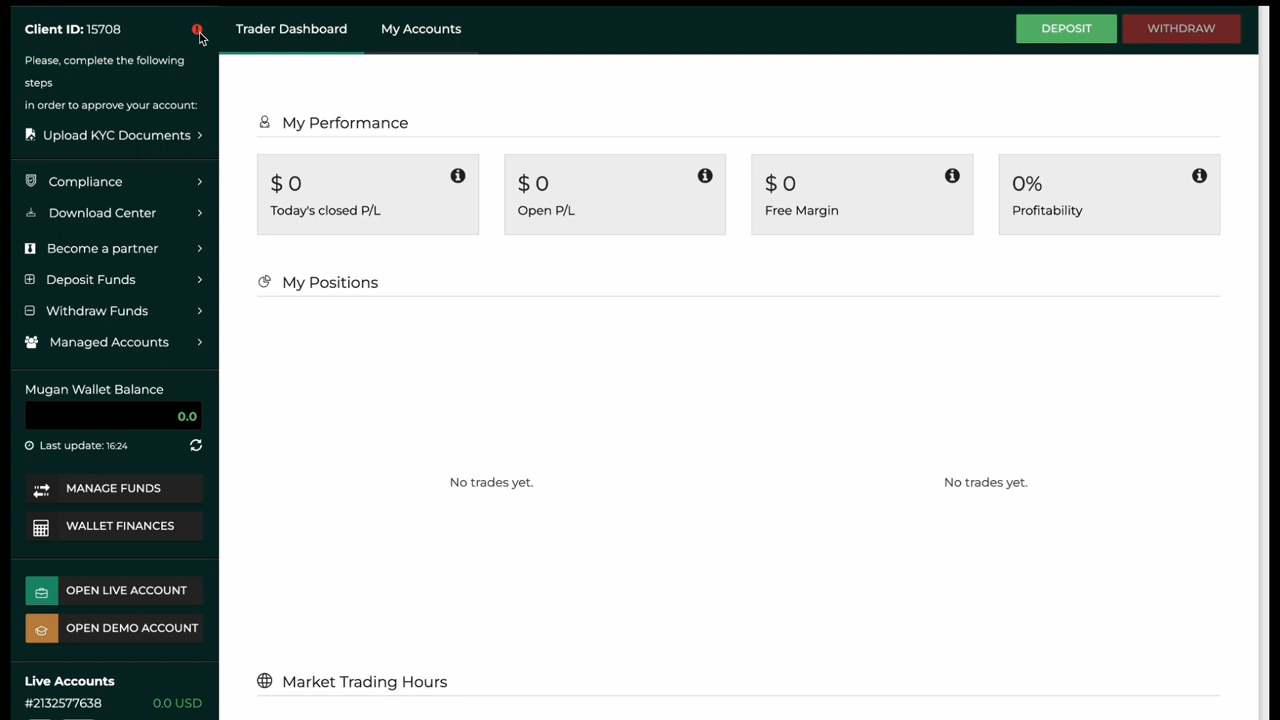 Client ID: 15708
Please, complete the following
steps
in order to approve your account:
Upload KYC Documents
Compliance
Download Center
Become a partner
Deposit Funds
Withdraw Funds
Managed Accounts
Mugan Wallet Balance
0.0
Last update: 16:24
MANAGE FUNDS
WALLET FINANCES
OPEN LIVE ACCOUNT
OPEN DEMO ACCOUNT
Live Accounts
#2132577638 0.0 USD
Trader Dashboard My Accounts DEPOSIT WITHDRAW
My Performance
$ 0 $ 0 $ 0 0%
Today's closed P/L Open P/L Free Margin Profitability
My Positions
No trades yet. No trades yet.
Market Trading Hours